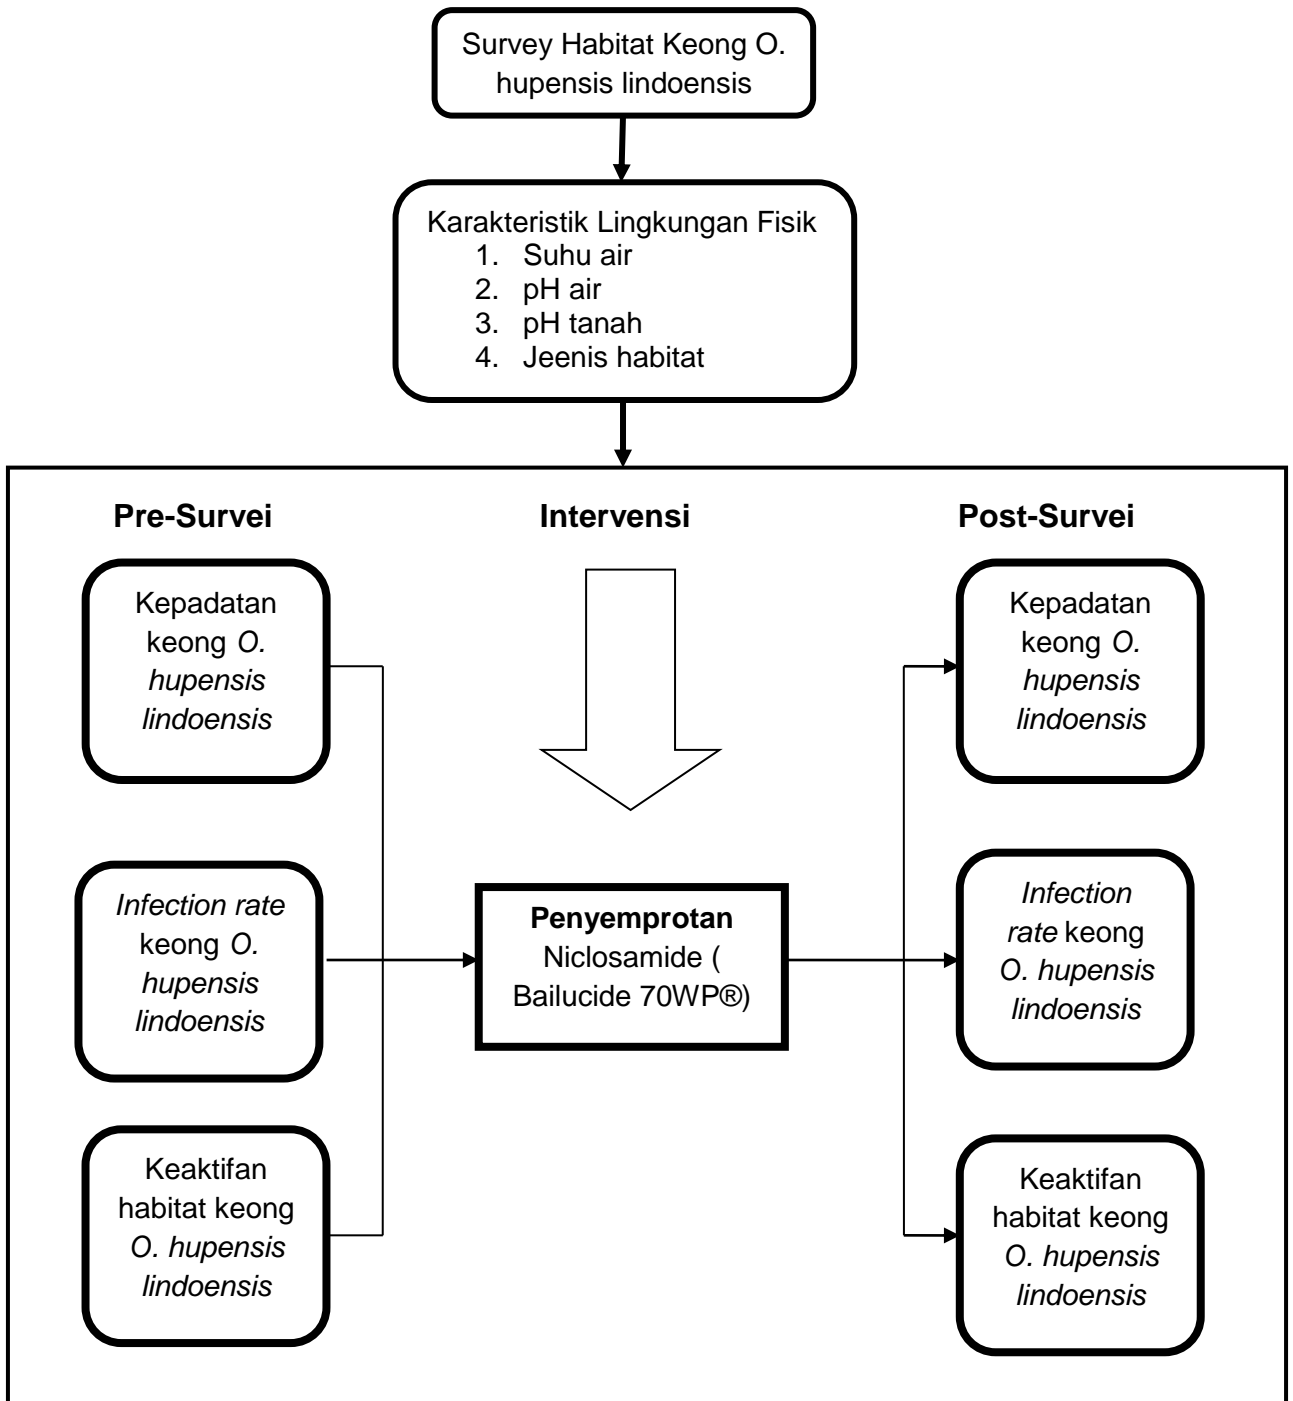 Survey Habitat Keong O.
hupensis lindoensis
Karakteristik Lingkungan Fisik
1. Suhu air
2. pH air
3. pH tanah
4. Jeenis habitat
Pre-Survei
Intervensi
Post-Survei
Kepadatan
keong O.
hupensis
lindoensis
Infection rate
keong O.
hupensis
lindoensis
Keaktifan
habitat keong
O. hupensis
lindoensis
Penyemprotan
Niclosamide (
Bailucide 70WP®)
Kepadatan
keong O.
hupensis
lindoensis
Infection
rate keong
O. hupensis
lindoensis
Keaktifan
habitat keong
O. hupensis
lindoensis